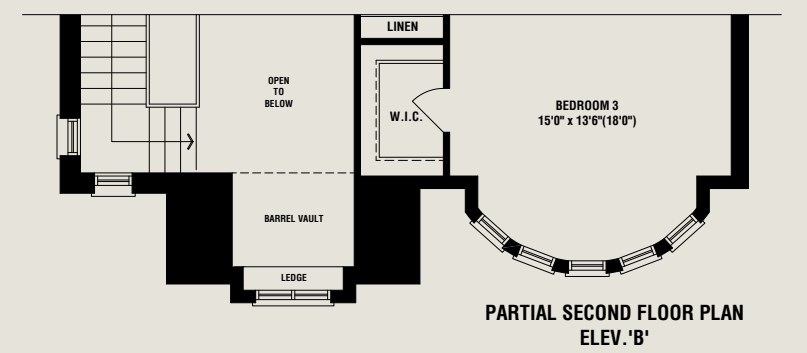 LINEN
OPEN
TO
BELOW
W.I.C.
BEDROOM 3
15'0" x 13'6"(18'0")
BARREL VAULT
LEDGE
PARTIAL SECOND FLOOR PLAN
ELEV.'B'